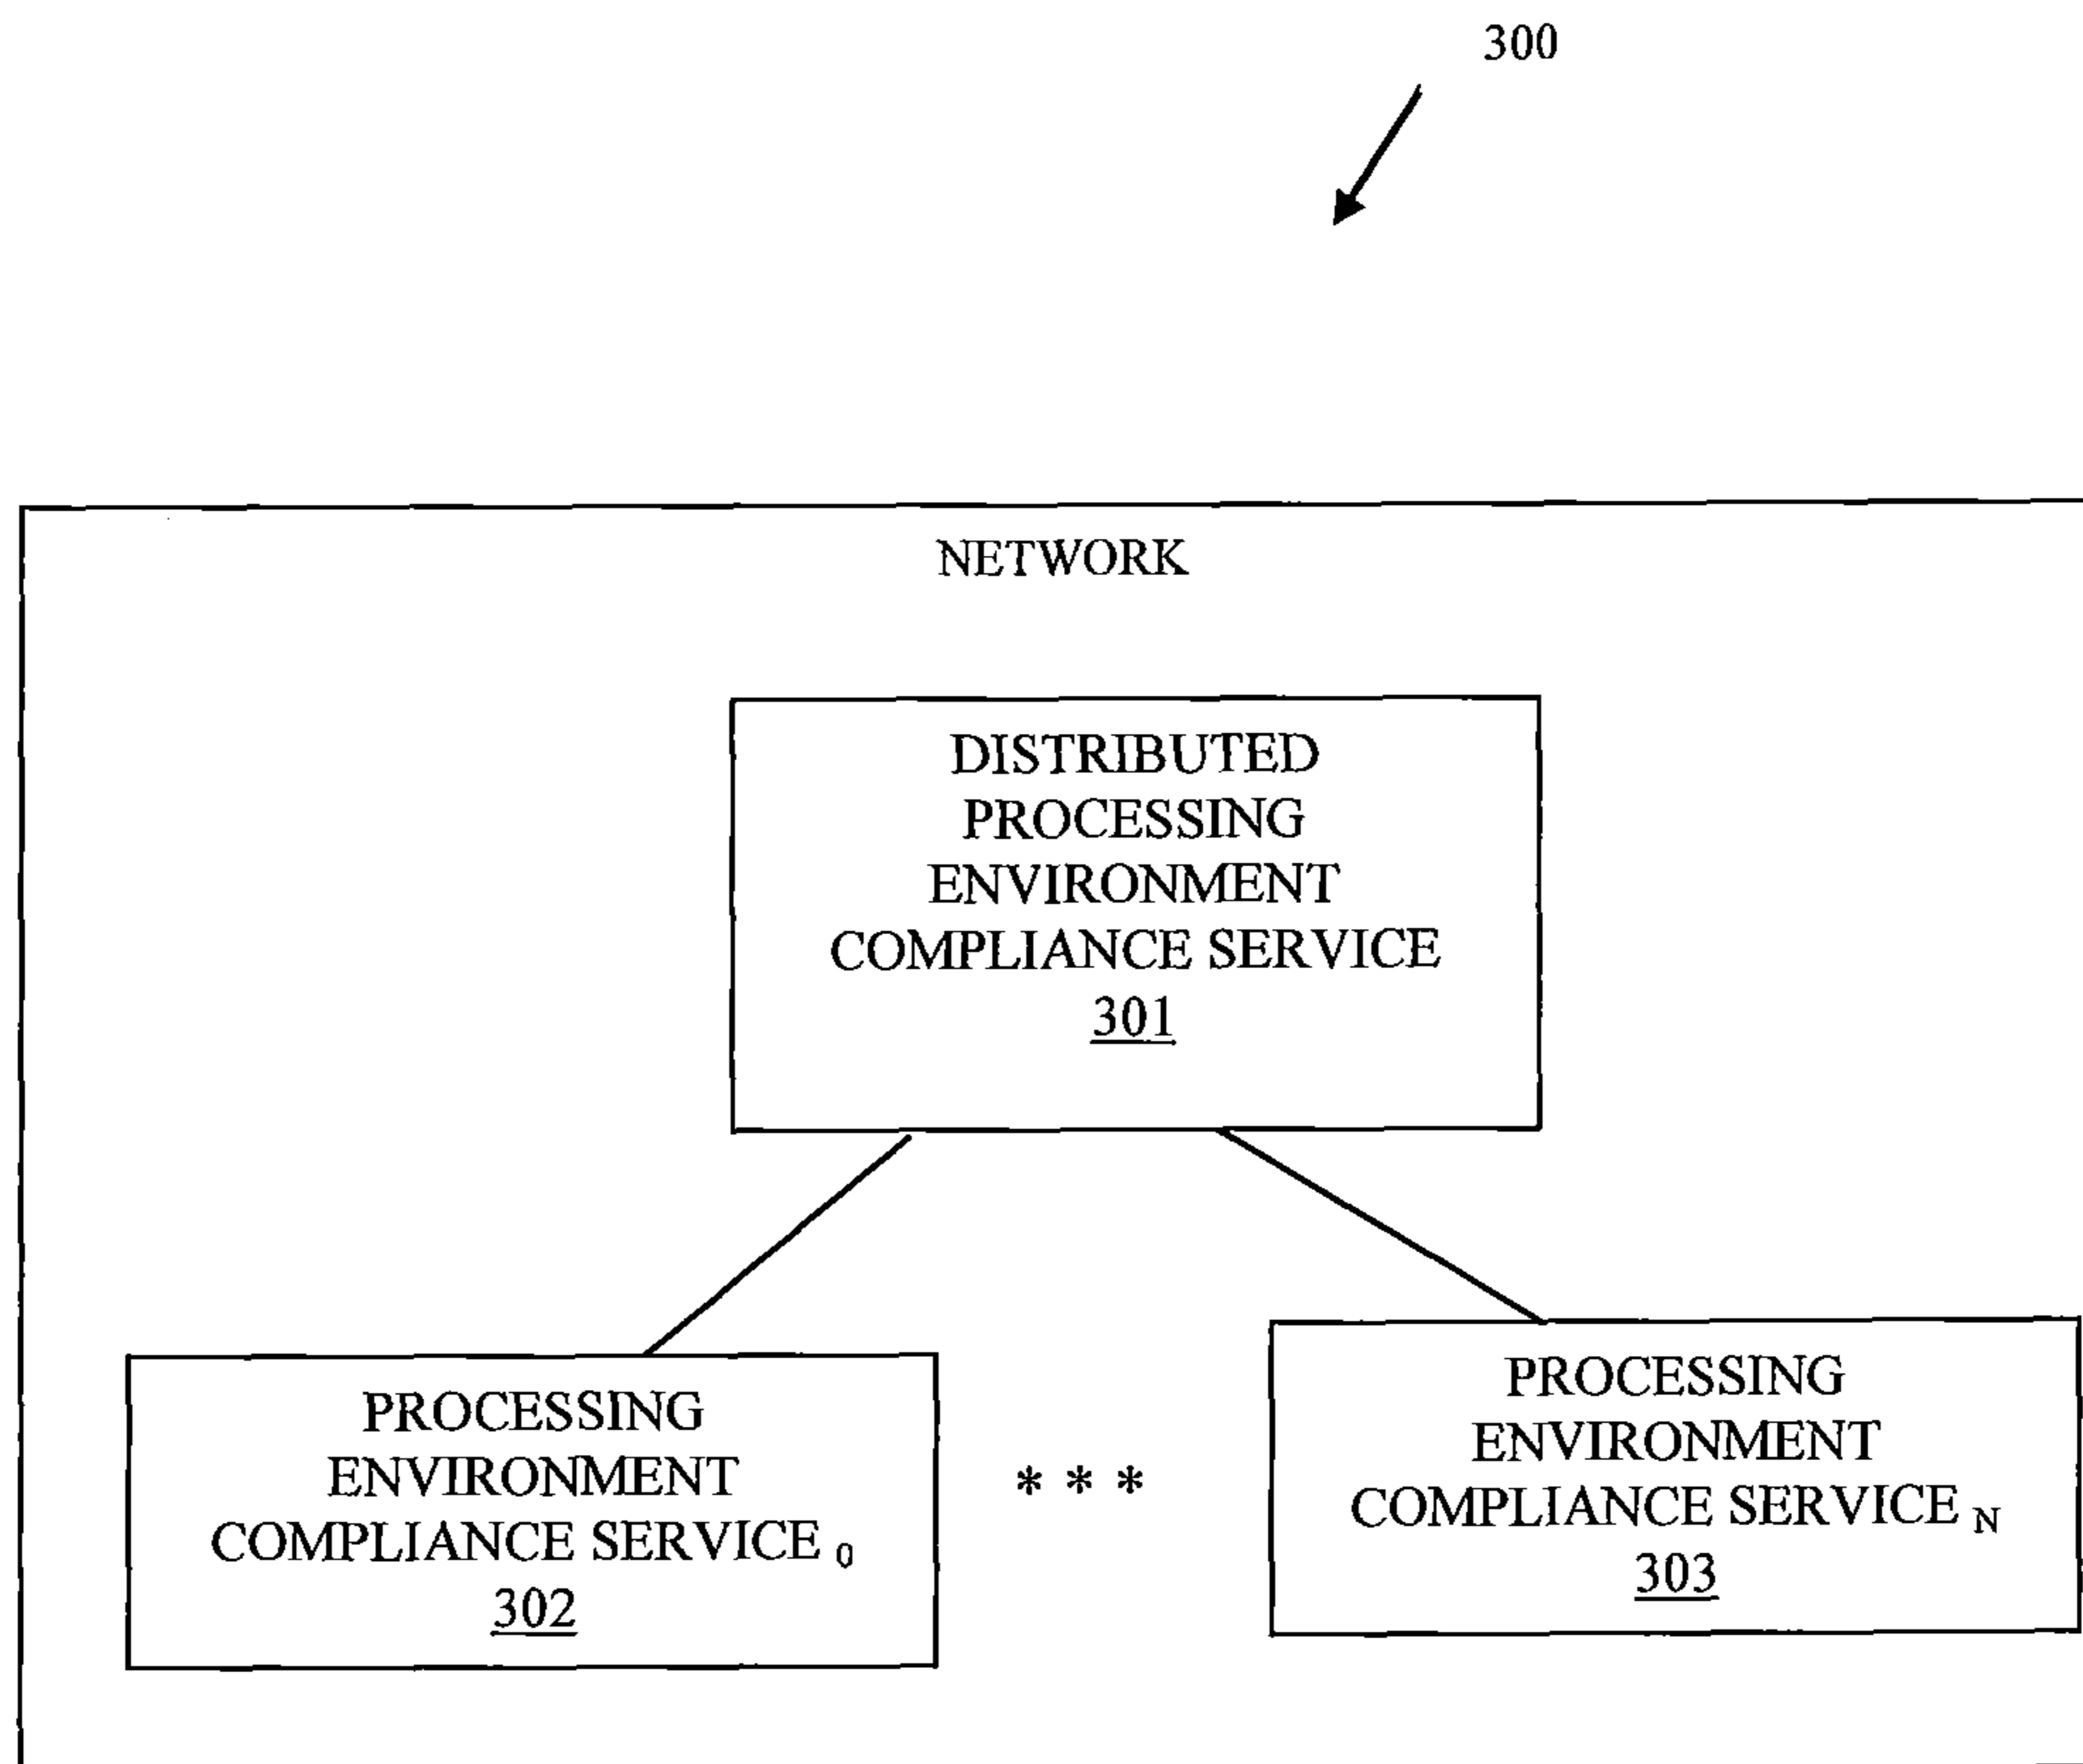 300
NETWORK
DISTRIBUTED
PROCESSING
ENVIRONMENT
COMPLIANCE SERVICE
301
PROCESSING
ENVIRONMENT
COMPLIANCE SERVICE 0
302
* * *
PROCESSING
ENVIRONMENT
COMPLIANCE SERVICE N
303